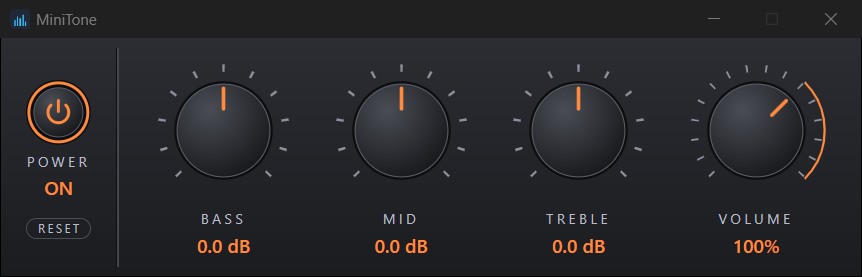 MiniTone
POWER
ON
RESET
BASS
0.0 dB
MID
0.0 dB
TREBLE
0.0 dB
VOLUME
100%